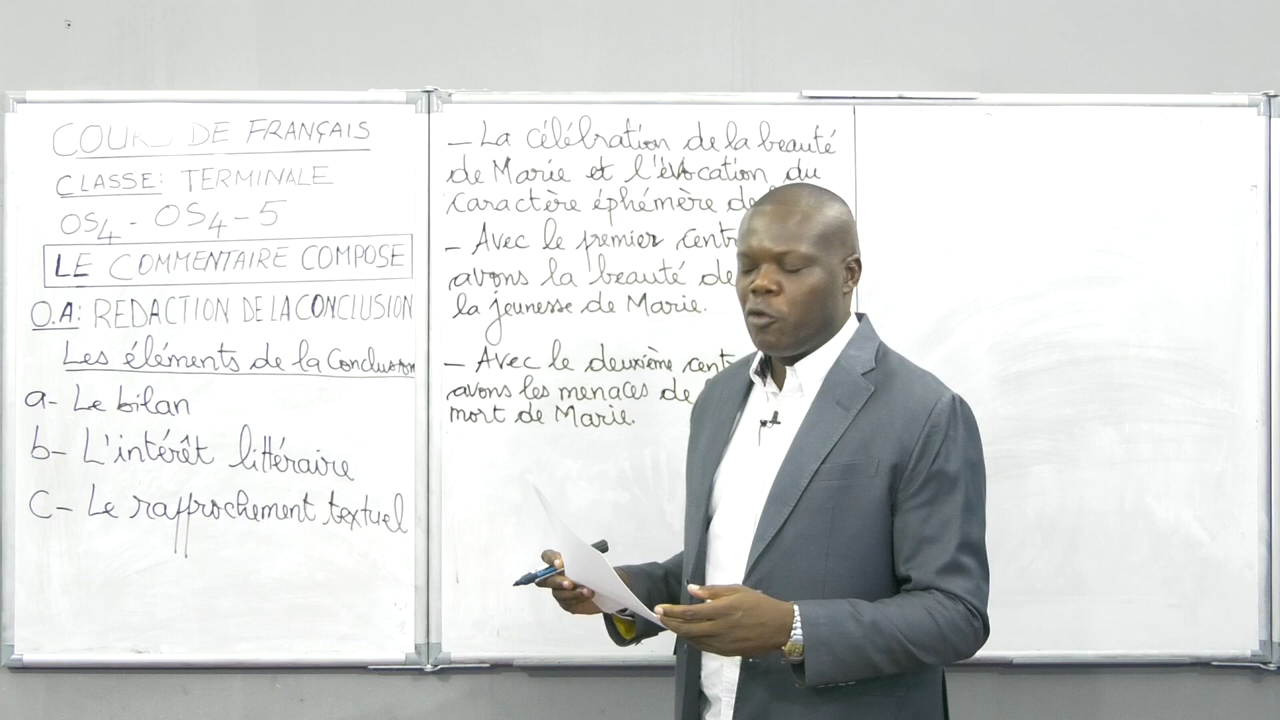 COURS DE FRANÇAIS
CLASSE: TERMINALE
OS4 - OS4 - 5
LE COMMENTAIRE COMPOSE
O.A: REDACTION DE LA CONCLUSION
Les éléments de la Conclusion
a- Le bilan
b- L'intérêt littéraire
C- Le rapprochement textuel
- La célébration de la beauté
de Marie et l'évocation du
caractère éphémère de
- Avec le premier
avons la beauté de
la jeunesse de Marie.
- Avec le deuxième
avons les menaces de
mort de Marie.